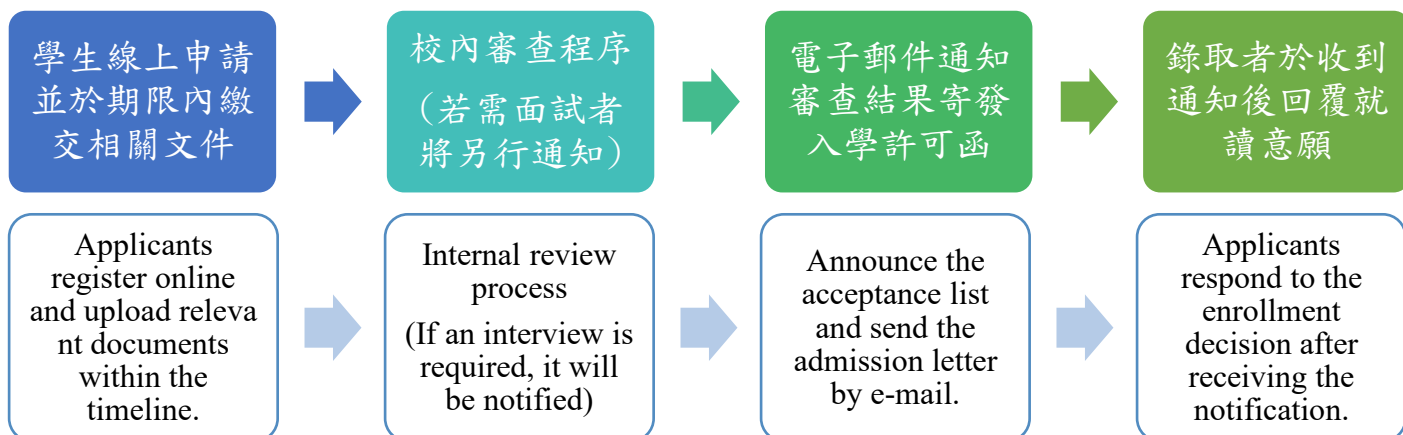 學生線上申請
並於期限內繳
交相關文件
校內審查程序
(若需面試者
將另行通知)
電子郵件通知
審查結果寄發
入學許可函
錄取者於收到
通知後回覆就
讀意願
Applicants
register online
and upload releva
nt documents
within the
timeline.
Internal review
process
(If an interview is
required, it will
be notified)
Announce the
acceptance list
and send the
admission letter
by e-mail.
Applicants
respond to the
enrollment
decision after
receiving the
notification.